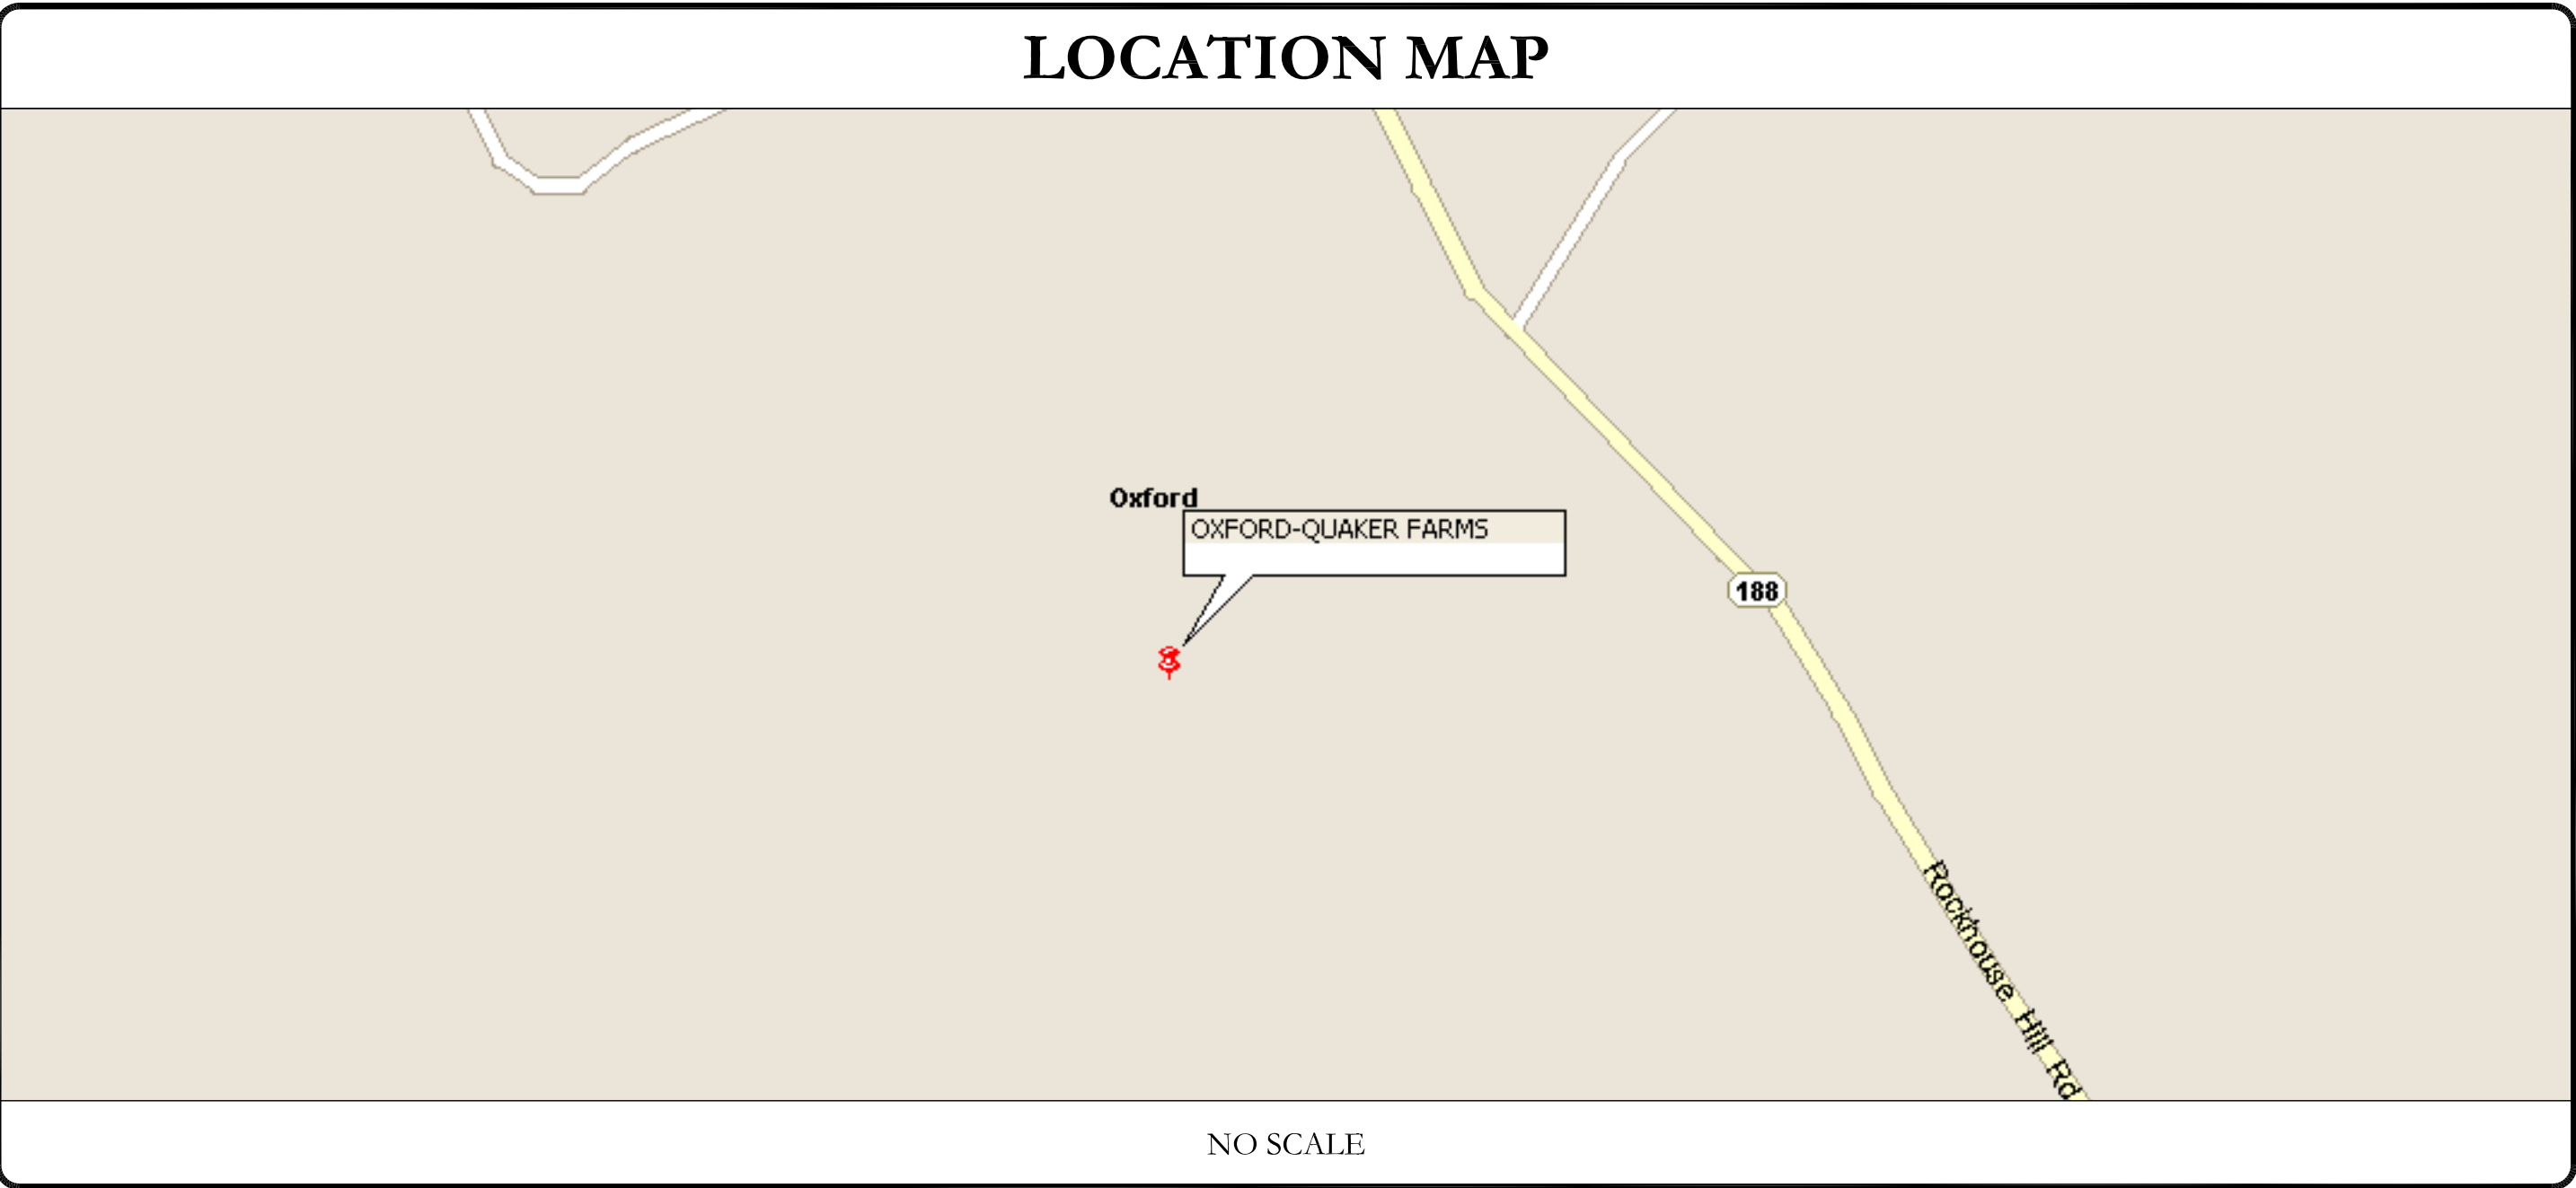 LOCATION MAP
Oxford
OXFORD-QUAKER FARMS
188
Rockhouse Hill Rd
NO SCALE